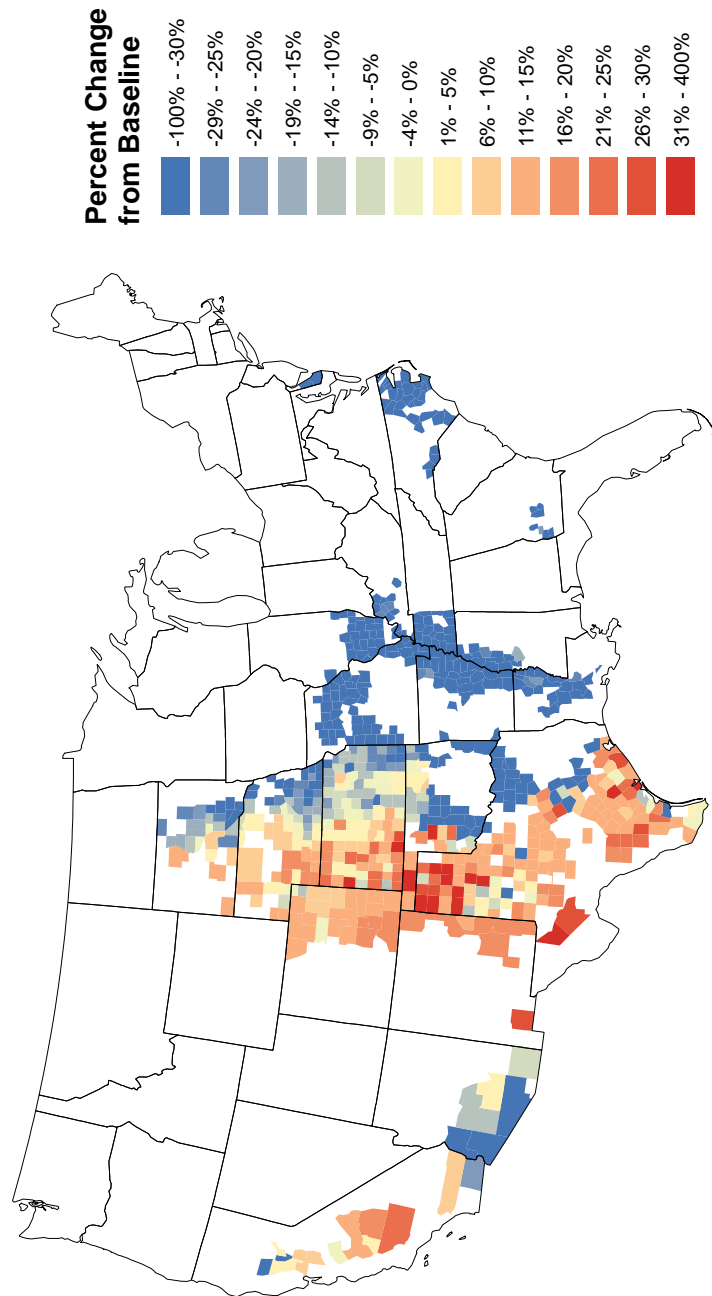 Percent Change
from Baseline
-100% - -30%
-29% - -25%
-24% - -20%
-19% - -15%
-14% - -10%
-9% - -5%
-4% - 0%
1% - 5%
6% - 10%
11% - 15%
16% - 20%
21% - 25%
26% - 30%
31% - 400%